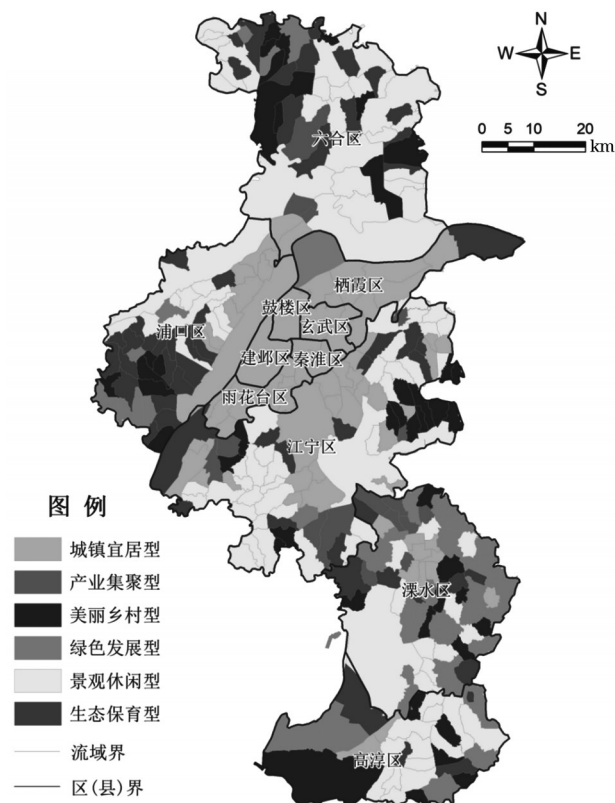 N
W E
S
0 5 10 20
km
六合区
栖霞区
鼓楼区
玄武区
浦口区
建邺区
秦淮区
雨花台区
江宁区
图 例
城镇宜居型
产业集聚型
美丽乡村型
绿色发展型
景观休闲型
生态保育型
流域界
区(县)界
溧水区
高淳区